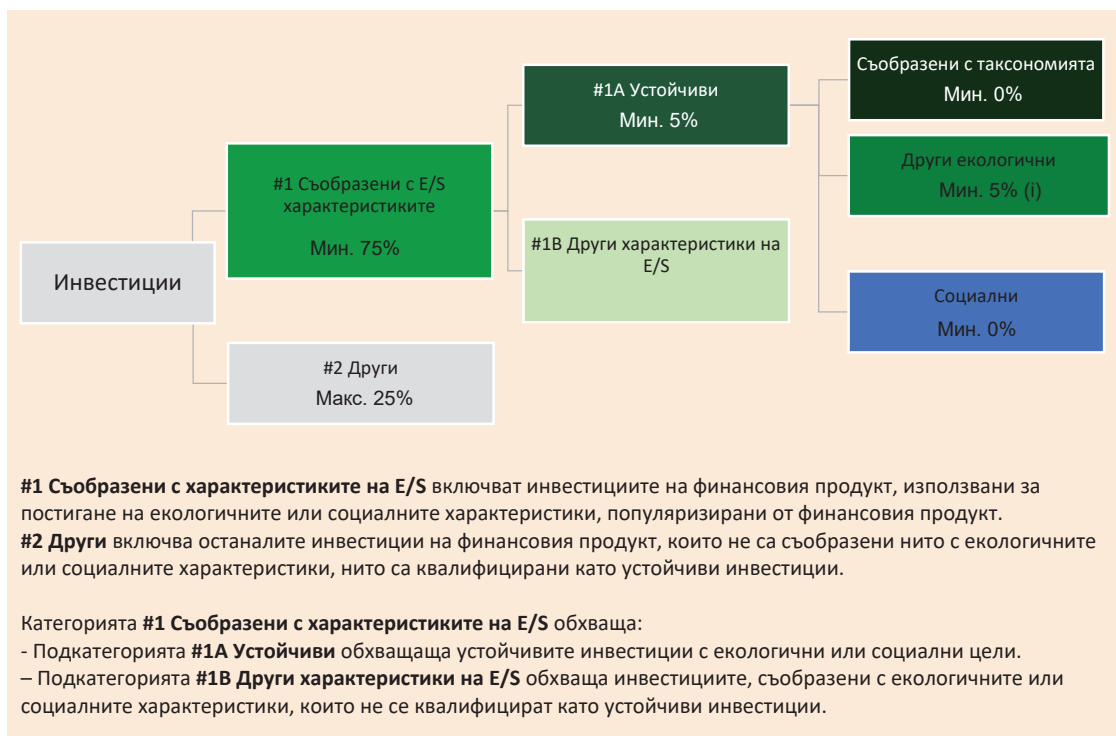 Инвестиции
#1 Съобразени с E/S
характеристиките
Мин. 75%
#2 Други
Макс. 25%
#1A Устойчиви
Мин. 5%
#1B Други характеристики на
E/S
Съобразени с таксономията
Мин. 0%
Други екологични
Мин. 5% (i)
Социални
Мин. 0%
#1 Съобразени с характеристиките на E/S включват инвестициите на финансовия продукт, използвани за
постигане на екологичните или социалните характеристики, популяризирани от финансовия продукт.
#2 Други включва останалите инвестиции на финансовия продукт, които не са съобразени нито с екологичните
или социалните характеристики, нито са квалифицирани като устойчиви инвестиции.
Категорията #1 Съобразени с характеристиките на E/S обхваща:
- Подкатегорията #1A Устойчиви обхващаща устойчивите инвестиции с екологични или социални цели.
– Подкатегорията #1B Други характеристики на E/S обхваща инвестициите, съобразени с екологичните или
социалните характеристики, които не се квалифицират като устойчиви инвестиции.